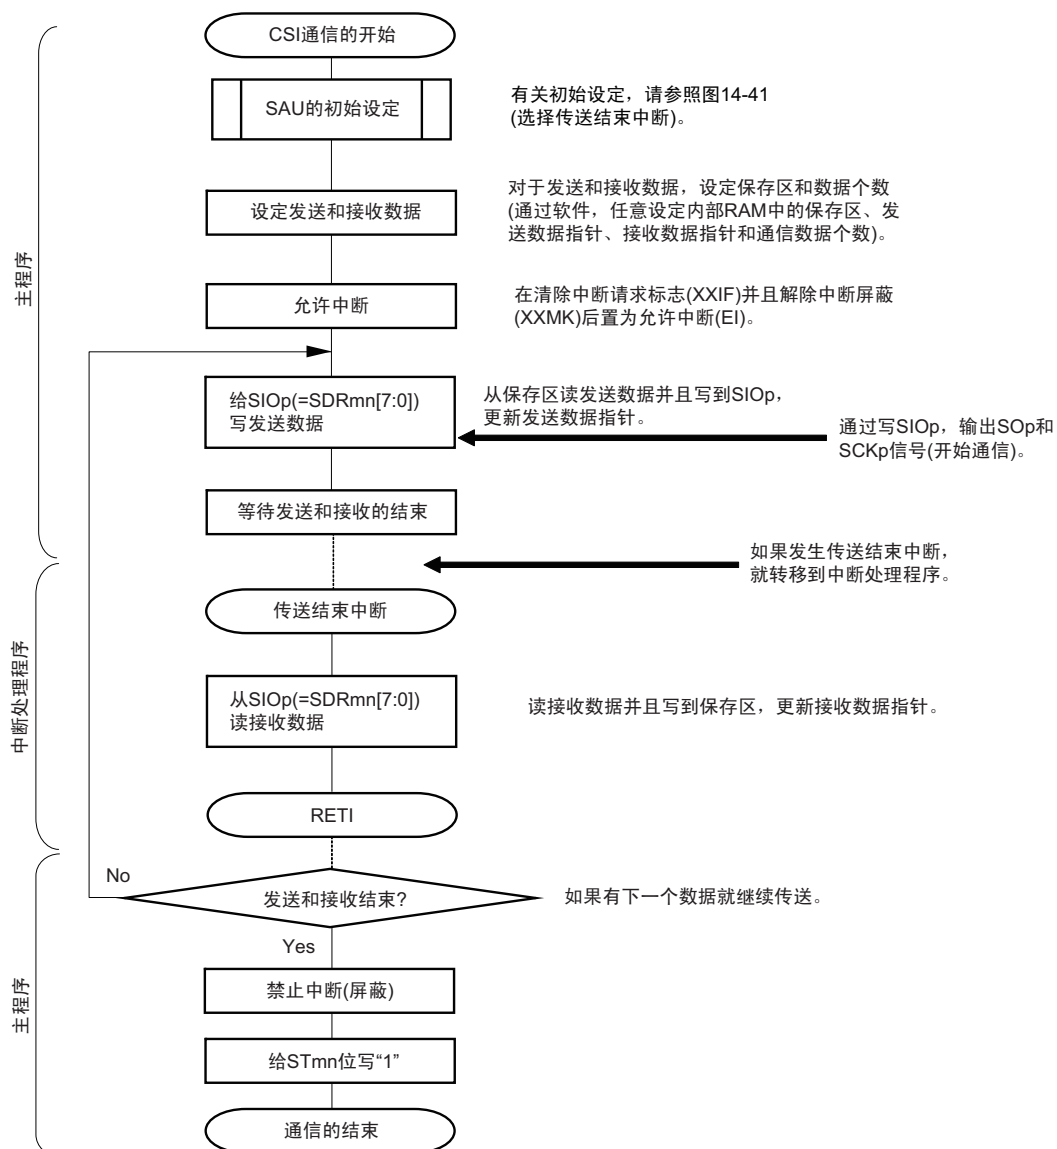 CSI通信的开始
SAU的初始设定
有关初始设定，请参照图14-41
(选择传送结束中断)。
设定发送和接收数据
对于发送和接收数据，设定保存区和数据个数
(通过软件，任意设定内部RAM中的保存区、发
送数据指针、接收数据指针和通信数据个数)。
主程序
允许中断
在清除中断请求标志(XXIF)并且解除中断屏蔽
(XXMK)后置为允许中断(EI)。
给SIOp(=SDRmn[7:0])
写发送数据
从保存区读发送数据并且写到SIOp，
更新发送数据指针。
通过写SIOp，输出SOp和
SCKp信号(开始通信)。
等待发送和接收的结束
如果发生传送结束中断，
就转移到中断处理程序。
传送结束中断
中断处理程序
从SIOp(=SDRmn[7:0])
读接收数据
读接收数据并且写到保存区，更新接收数据指针。
RETI
No
发送和接收结束?
如果有下一个数据就继续传送。
Yes
主程序
禁止中断(屏蔽)
给STmn位写“1”
通信的结束